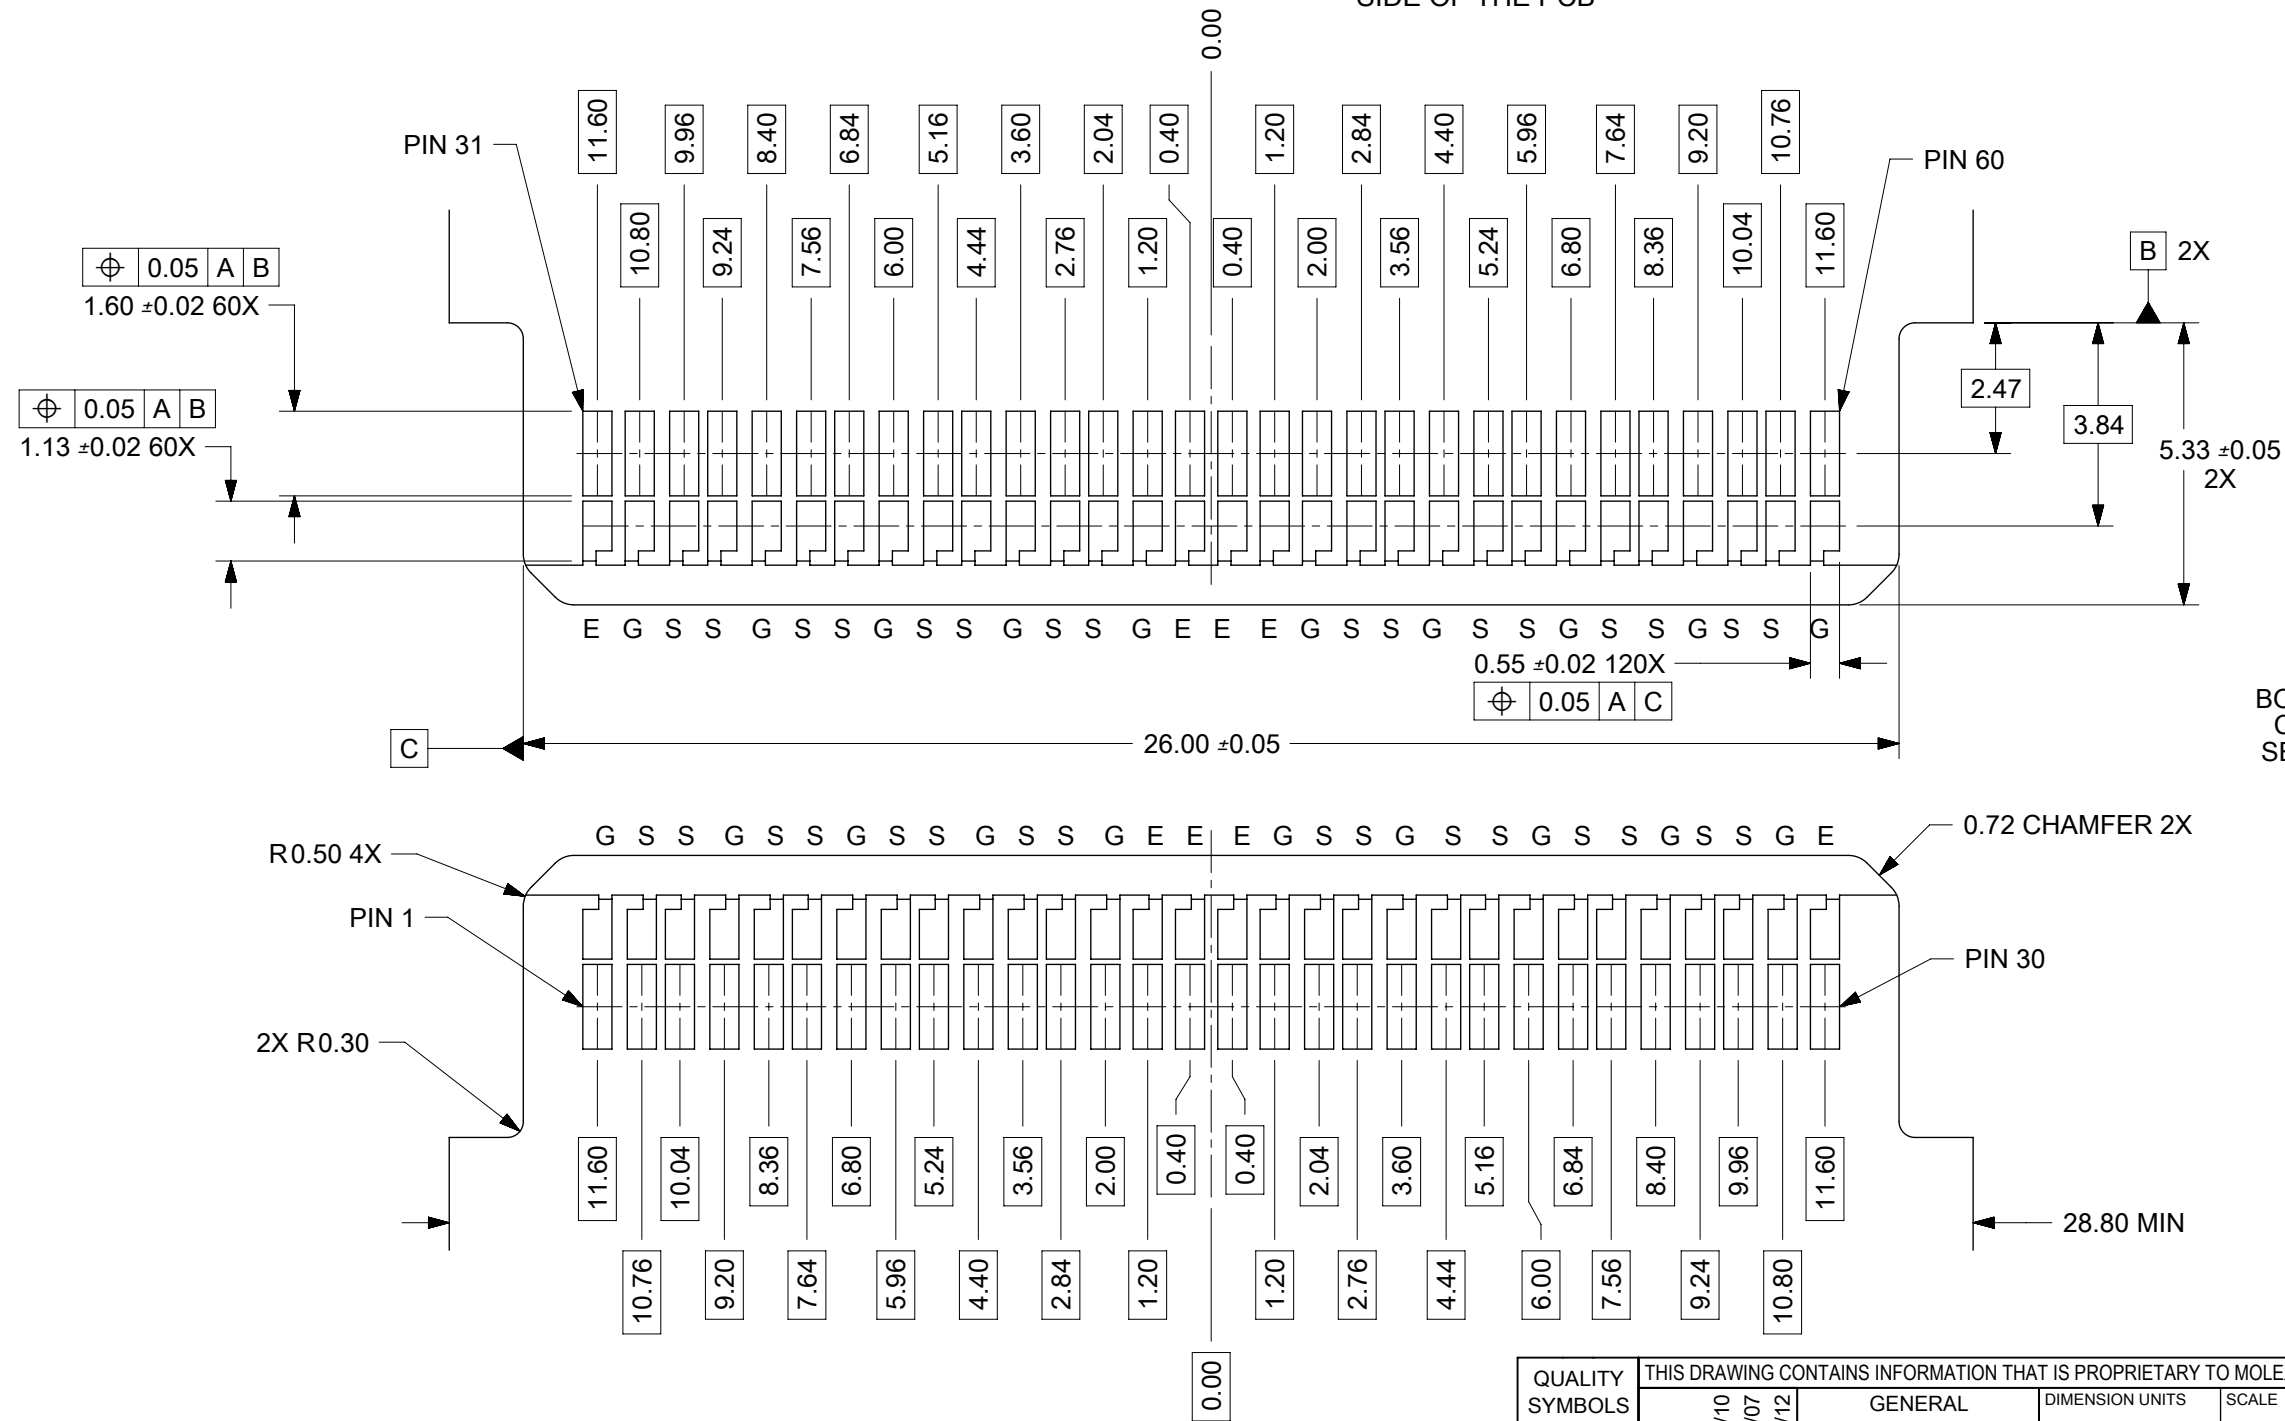 0.00
PIN 31
11.60 9.96 8.40 6.84 5.16 3.60 2.04 0.40 1.20 2.84 4.40 5.96 7.64 9.20 10.76
PIN 60
10.80 9.24 7.56 6.00 4.44 2.76 1.20 0.40 2.00 3.56 5.24 6.80 8.36 10.04 11.60
⌖ 0.05 A B
1.60 ±0.02 60X
B 2X
⌖ 0.05 A B
1.13 ±0.02 60X
2.47
3.84
5.33 ±0.05
2X
E G S S G S S G S S G S S G E E E G S S G S S G S S G S S G
0.55 ±0.02 120X
⌖ 0.05 A C
C
26.00 ±0.05
G S S G S S G S S G S S G E E E G S S G S S G S S G S S G E
0.72 CHAMFER 2X
R0.50 4X
PIN 1
PIN 30
2X R0.30
11.60 10.04 8.36 6.80 5.24 3.56 2.00 0.40 0.40 2.04 3.60 5.16 6.84 8.40 9.96 11.60
28.80 MIN
10.76 9.20 7.64 5.96 4.40 2.84 1.20 1.20 2.76 4.44 6.00 7.56 9.24 10.80
0.00
QUALITY
SYMBOLS
THIS DRAWING CONTAINS INFORMATION THAT IS PROPRIETARY TO MOLE
/10
/07
/12
GENERAL
DIMENSION UNITS
SCALE